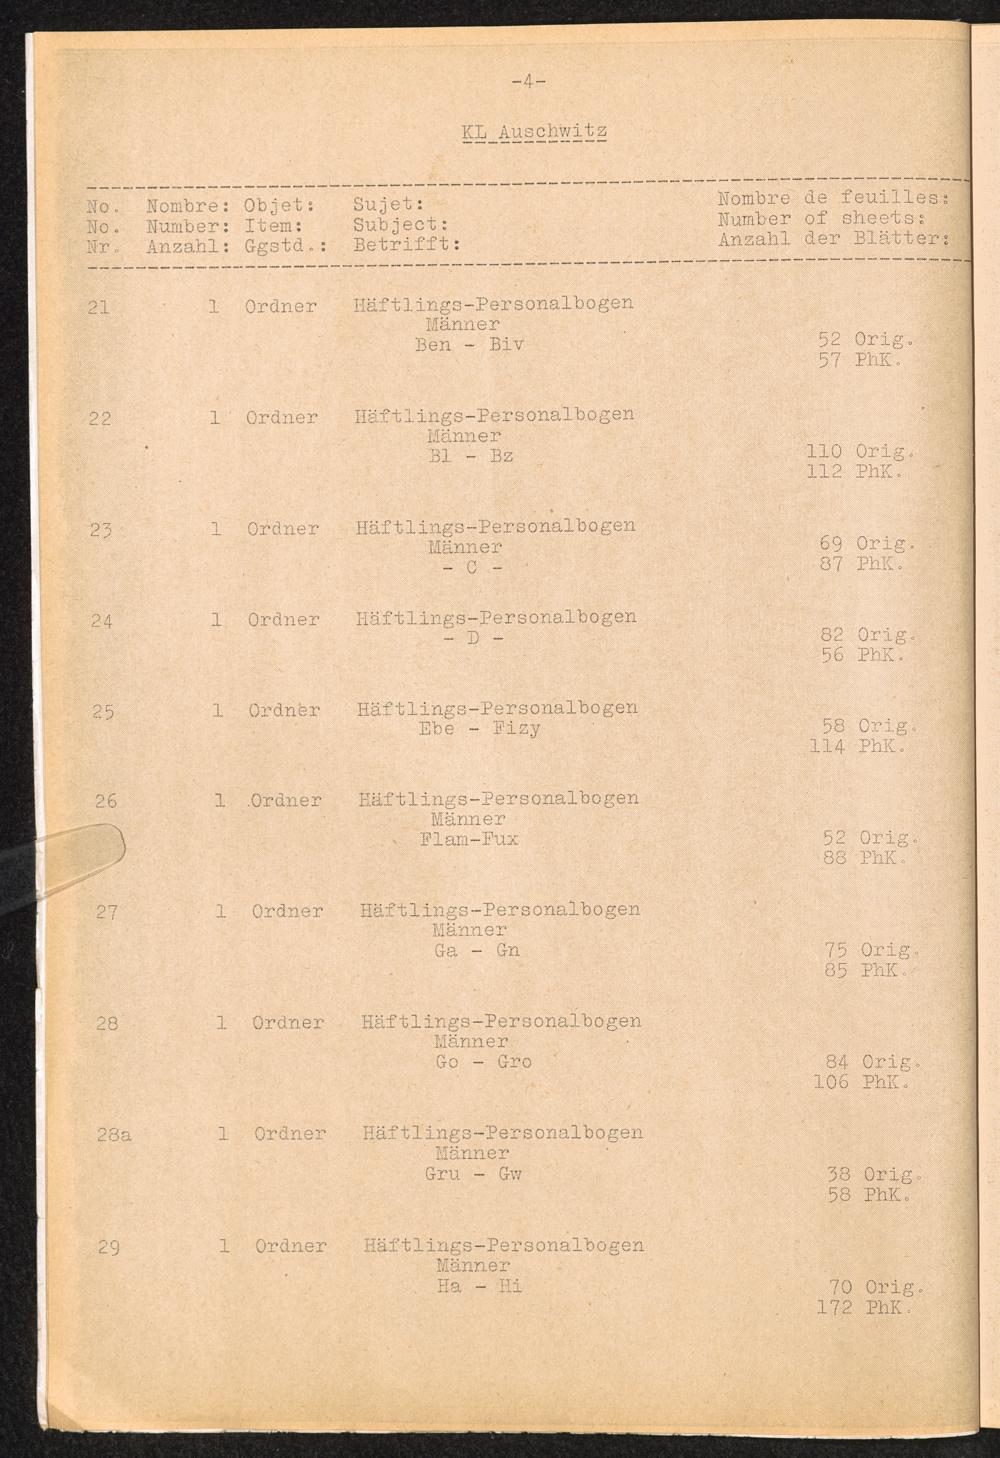 -4-
KL Auschwitz
No. Nombre: Objet: Sujet: Nombre de feuilles:
No. Number: Item: Subject: Number of sheets:
Nr. Anzahl: Ggstd.: Betrifft: Anzahl der Blätter:
21 1 Ordner Häftlings-Personalbogen
Männer
Ben - Biv 52 Orig.
57 PhK.
22 1 Ordner Häftlings-Personalbogen
Männer
Bl - Bz 110 Orig.
112 PhK.
23 1 Ordner Häftlings-Personalbogen
Männer 69 Orig.
- C - 87 PhK.
24 1 Ordner Häftlings-Personalbogen
- D - 82 Orig.
56 PhK.
25 1 Ordner Häftlings-Personalbogen
Ebe - Fizy 58 Orig.
114 PhK.
26 1 Ordner Häftlings-Personalbogen
Männer
Flam-Fux 52 Orig.
88 PhK.
27 1 Ordner Häftlings-Personalbogen
Männer
Ga - Gn 75 Orig.
85 PhK.
28 1 Ordner Häftlings-Personalbogen
Männer
Go - Gro 84 Orig.
106 PhK.
28a 1 Ordner Häftlings-Personalbogen
Männer
Gru - Gw 38 Orig.
58 PhK.
29 1 Ordner Häftlings-Personalbogen
Männer
Ha - Hi 70 Orig.
172 PhK.